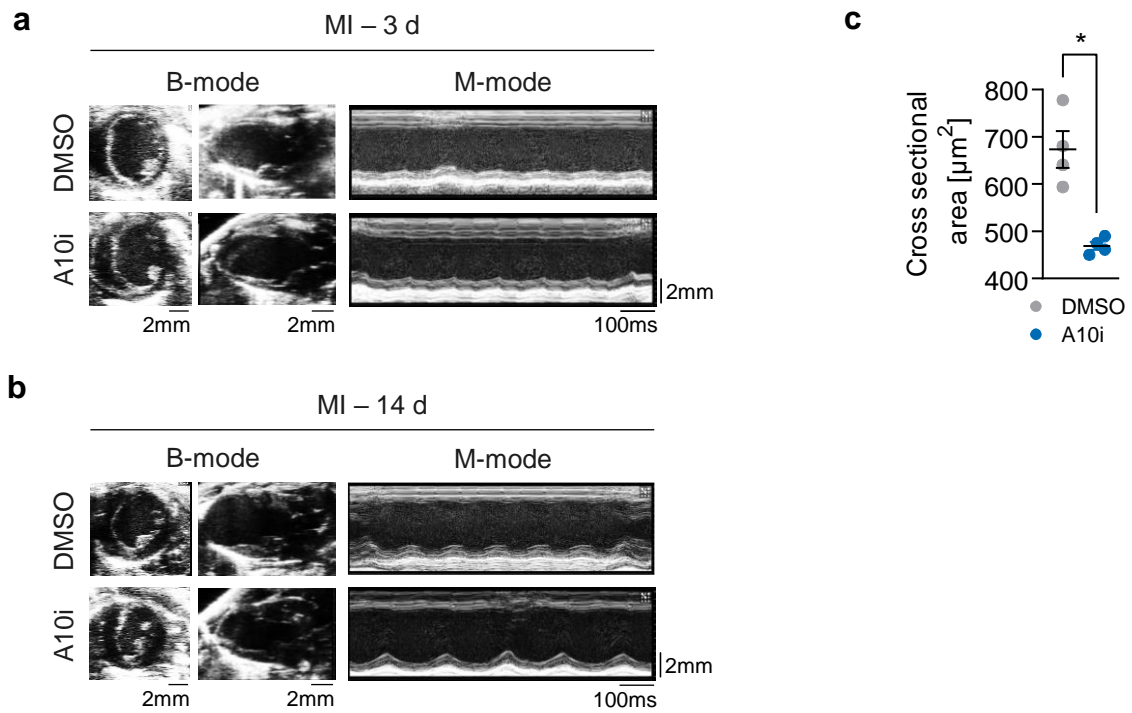 a
MI – 3 d
B-mode
M-mode
DMSO
A10i
2mm
2mm
2mm
100ms
b
MI – 14 d
B-mode
M-mode
DMSO
A10i
2mm
2mm
2mm
100ms
c
*
Cross sectional
area [µm²]
800
700
600
500
400
DMSO
A10i